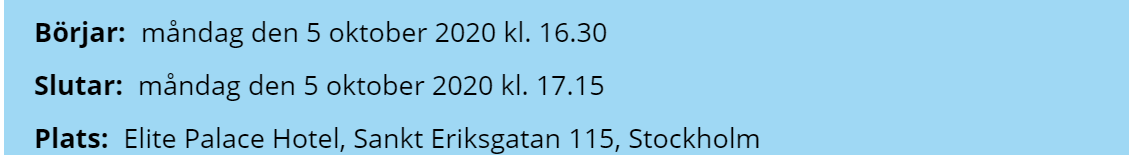 Börjar: måndag den 5 oktober 2020 kl. 16.30
Slutar: måndag den 5 oktober 2020 kl. 17.15
Plats: Elite Palace Hotel, Sankt Eriksgatan 115, Stockholm